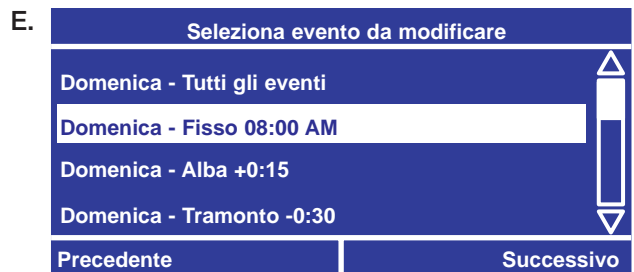 E.
Seleziona evento da modificare
Domenica - Tutti gli eventi
Domenica - Fisso 08:00 AM
Domenica - Alba +0:15
Domenica - Tramonto -0:30
Precedente Successivo